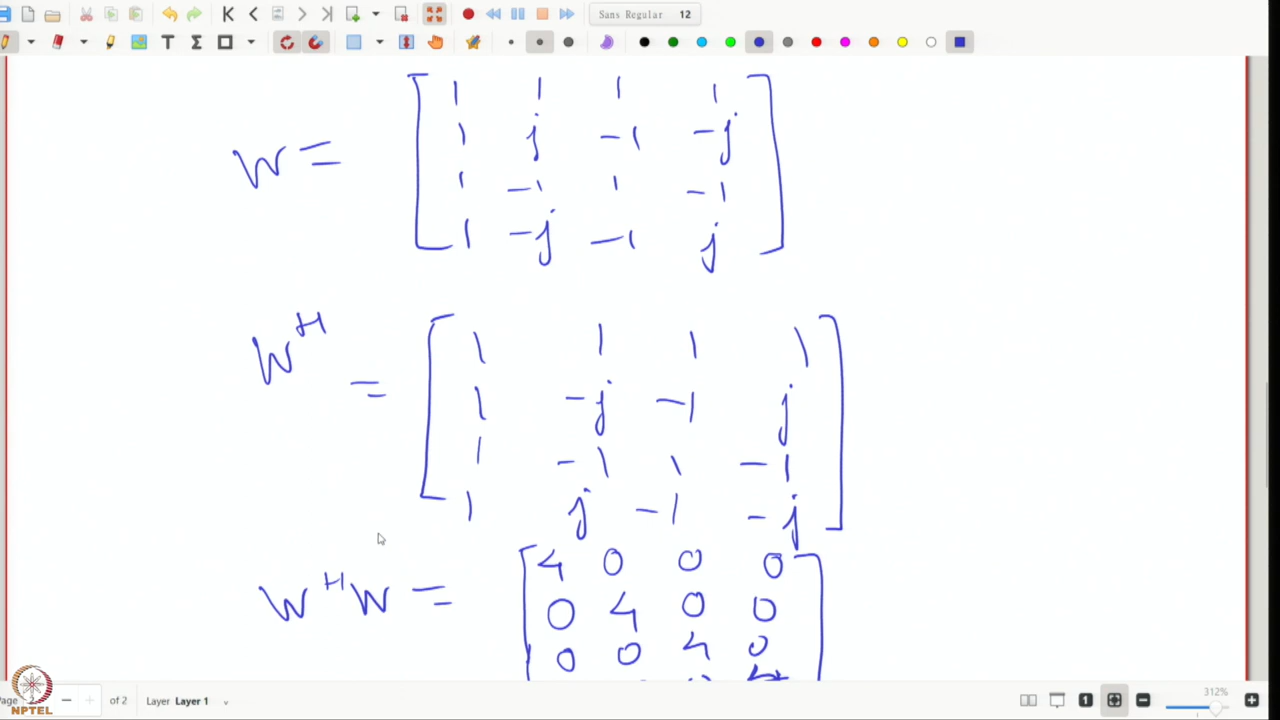 Sans Regular 12
1 1 1 1
W = 1 j -1 -j
1 -1 1 -1
1 -j -1 j
1 1 1 1
W^H = 1 -j -1 j
1 -1 1 -1
1 j -1 -j
4 0 0 0
W^H W = 0 4 0 0
0 0 4 0
Page 2 of 2 Layer Layer 1
312%
NPTEL